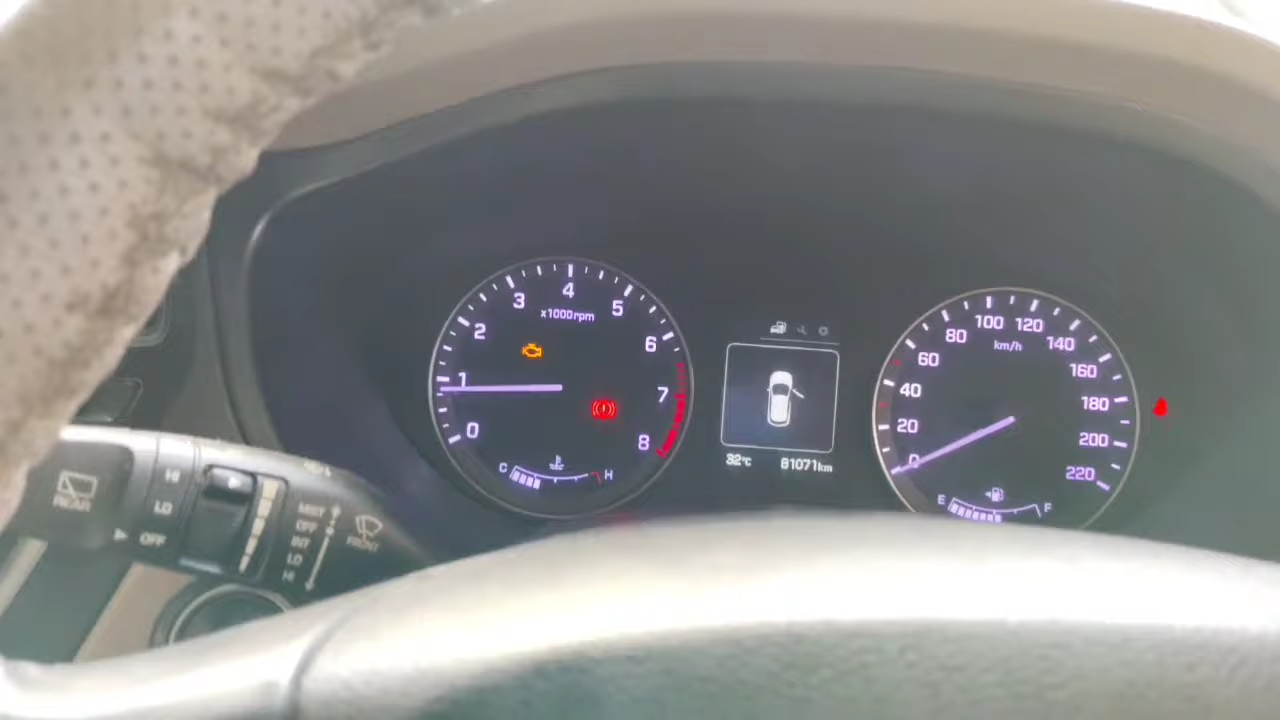 0
1
2
3
4
5
6
7
8
x1000rpm
C
H
32°C
81071km
0
20
40
60
80
100
120
140
160
180
200
220
km/h
E
F
REAR
HI
LO
OFF
MIST
OFF
INT
LO
HI
FRONT